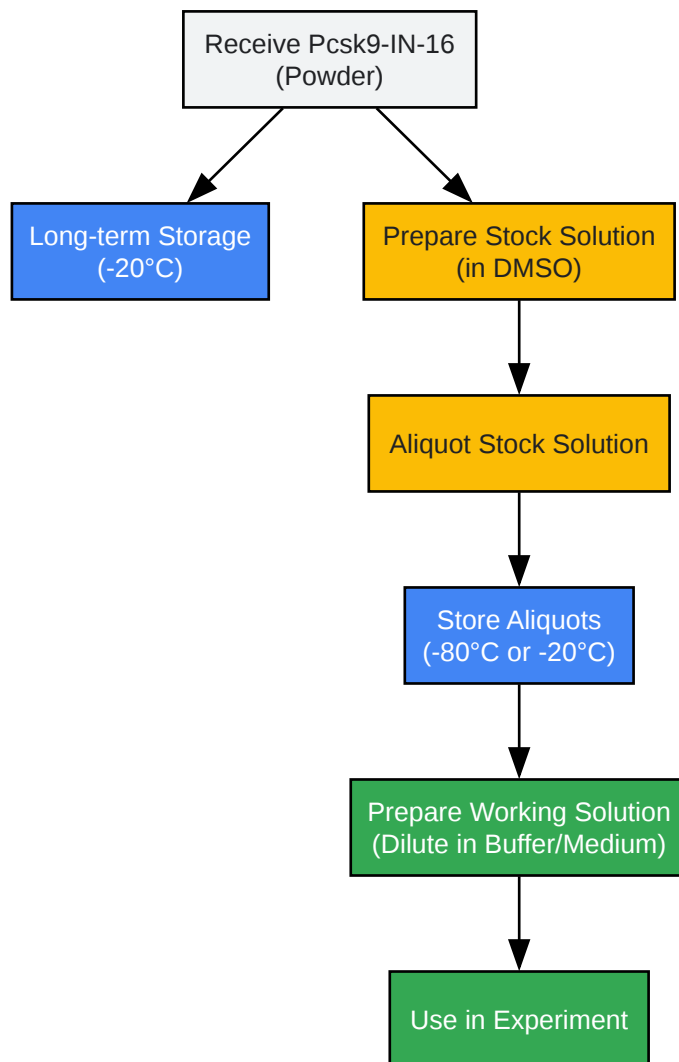 Receive Pcsk9-IN-16
(Powder)
Long-term Storage
(-20°C)
Prepare Stock Solution
(in DMSO)
Aliquot Stock Solution
Store Aliquots
(-80°C or -20°C)
Prepare Working Solution
(Dilute in Buffer/Medium)
Use in Experiment